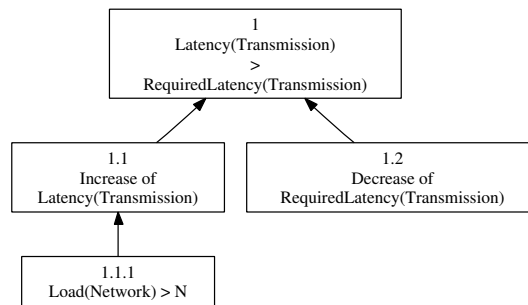 1
Latency(Transmission)
>
RequiredLatency(Transmission)
1.1
Increase of
Latency(Transmission)
1.2
Decrease of
RequiredLatency(Transmission)
1.1.1
Load(Network) > N